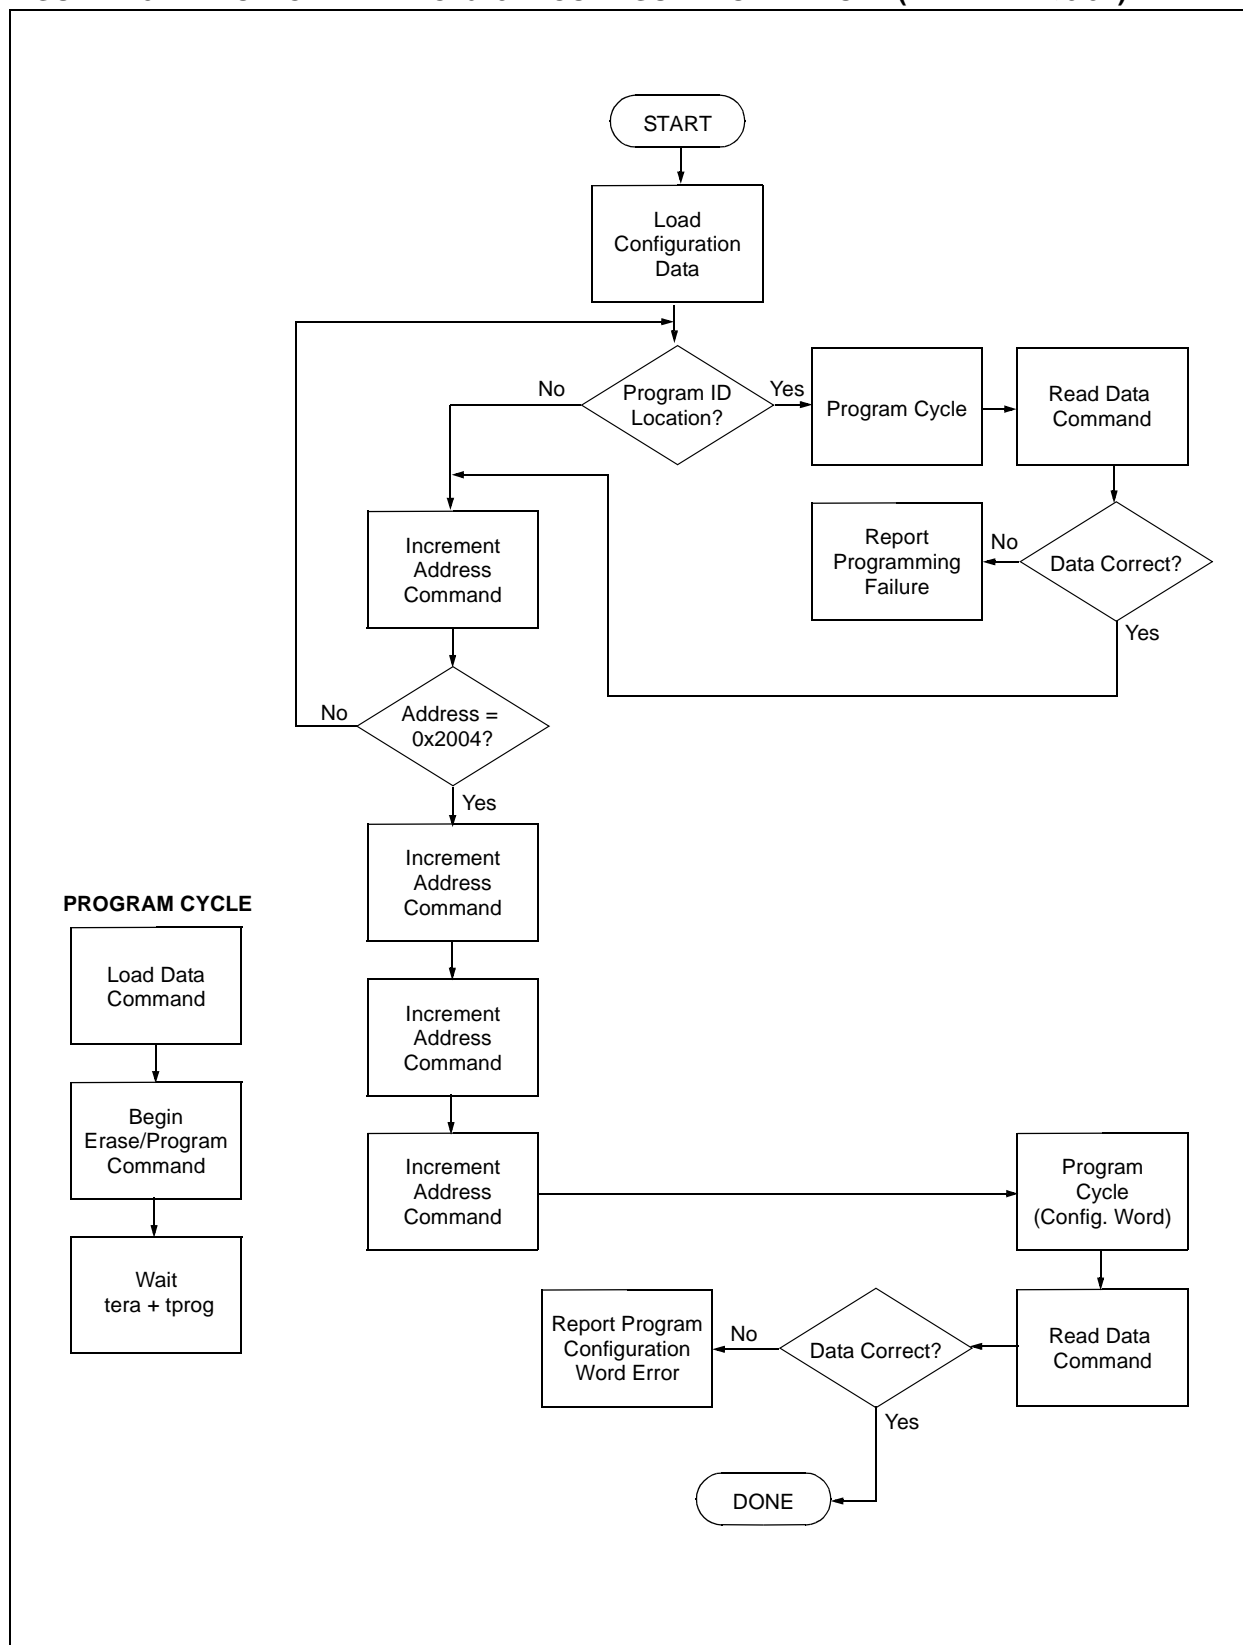 START
Load
Configuration
Data
Program ID
Location?
No
Yes
Program Cycle
Read Data
Command
Increment
Address
Command
Report
Programming
Failure
No
Data Correct?
Yes
Address =
0x2004?
No
Yes
Increment
Address
Command
PROGRAM CYCLE
Load Data
Command
Begin
Erase/Program
Command
Wait
tera + tprog
Increment
Address
Command
Increment
Address
Command
Program
Cycle
(Config. Word)
Read Data
Command
Data Correct?
No
Report Program
Configuration
Word Error
Yes
DONE